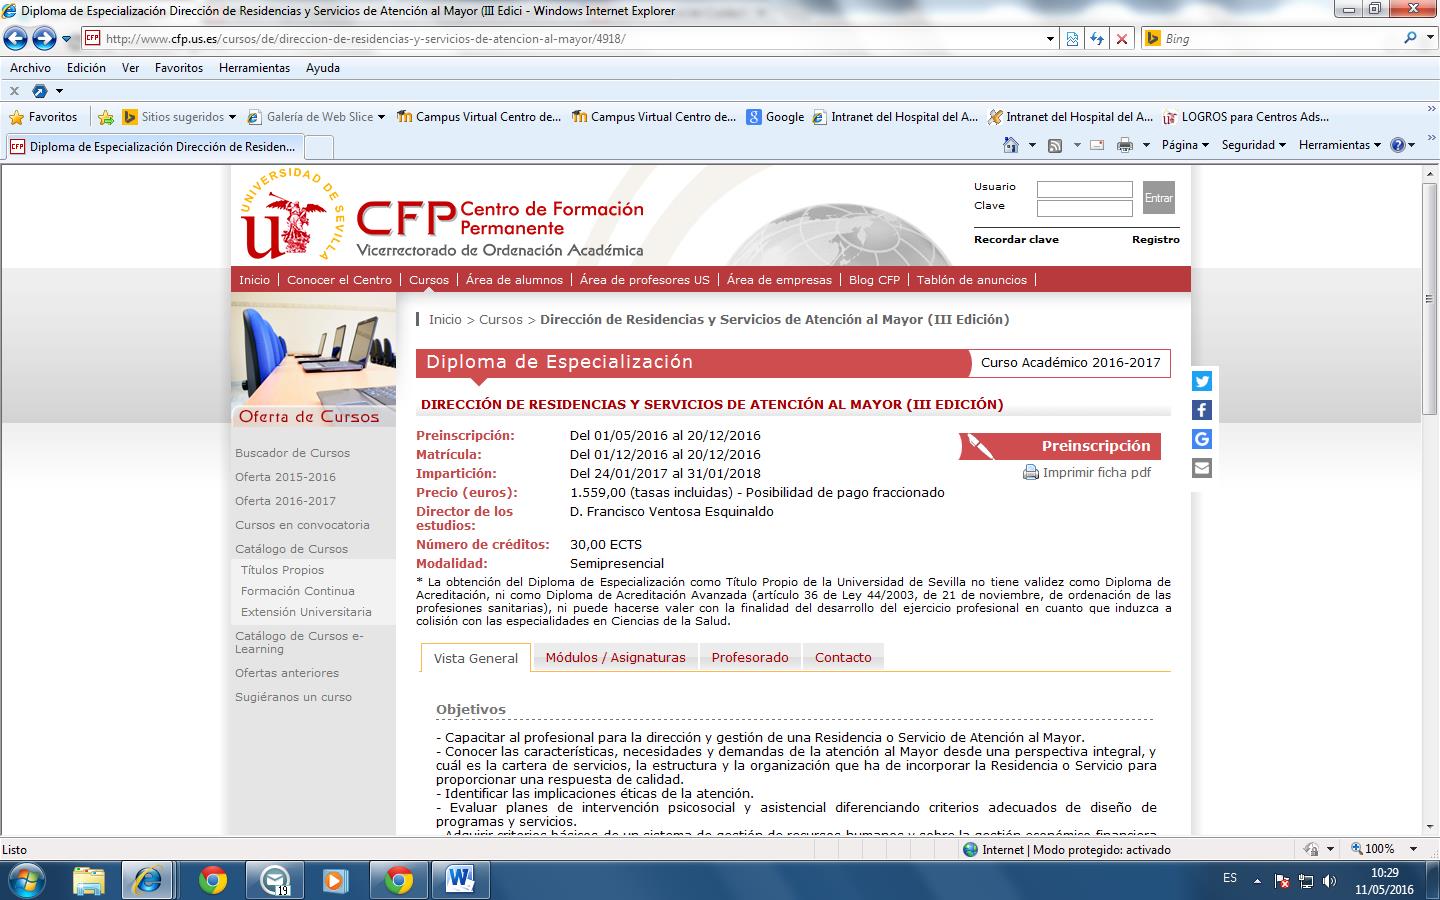 Diploma de Especialización Dirección de Residencias y Servicios de Atención al Mayor (III Edici - Windows Internet Explorer
CFP http://www.cfp.us.es/cursos/de/direccion-de-residencias-y-servicios-de-atencion-al-mayor/4918/ Bing
Archivo Edición Ver Favoritos Herramientas Ayuda
Favoritos Sitios sugeridos Galería de Web Slice Campus Virtual Centro de... Campus Virtual Centro de... Google Intranet del Hospital del A... Intranet del Hospital del A... LOGROS para Centros Ads...
CFP Diploma de Especialización Dirección de Residen... Página Seguridad Herramientas
UNIVERSIDAD DE SEVILLA
CFP Centro de Formación
Permanente
Vicerrectorado de Ordenación Académica
Usuario
Clave
Entrar
Recordar clave Registro
Inicio Conocer el Centro Cursos Área de alumnos Área de profesores US Área de empresas Blog CFP Tablón de anuncios
Oferta de Cursos
Buscador de Cursos
Oferta 2015-2016
Oferta 2016-2017
Cursos en convocatoria
Catálogo de Cursos
Títulos Propios
Formación Continua
Extensión Universitaria
Catálogo de Cursos e-
Learning
Ofertas anteriores
Sugiéranos un curso
Inicio > Cursos > Dirección de Residencias y Servicios de Atención al Mayor (III Edición)
Diploma de Especialización Curso Académico 2016-2017
DIRECCIÓN DE RESIDENCIAS Y SERVICIOS DE ATENCIÓN AL MAYOR (III EDICIÓN)
Preinscripción: Del 01/05/2016 al 20/12/2016
Matrícula: Del 01/12/2016 al 20/12/2016
Impartición: Del 24/01/2017 al 31/01/2018
Precio (euros): 1.559,00 (tasas incluidas) - Posibilidad de pago fraccionado
Director de los D. Francisco Ventosa Esquinaldo
estudios:
Número de créditos: 30,00 ECTS
Modalidad: Semipresencial
Preinscripción
Imprimir ficha pdf
* La obtención del Diploma de Especialización como Título Propio de la Universidad de Sevilla no tiene validez como Diploma de
Acreditación, ni como Diploma de Acreditación Avanzada (artículo 36 de Ley 44/2003, de 21 de noviembre, de ordenación de las
profesiones sanitarias), ni puede hacerse valer con la finalidad del desarrollo del ejercicio profesional en cuanto que induzca a
colisión con las especialidades en Ciencias de la Salud.
Vista General Módulos / Asignaturas Profesorado Contacto
Objetivos
- Capacitar al profesional para la dirección y gestión de una Residencia o Servicio de Atención al Mayor.
- Conocer las características, necesidades y demandas de la atención al Mayor desde una perspectiva integral, y
cuál es la cartera de servicios, la estructura y la organización que ha de incorporar la Residencia o Servicio para
proporcionar una respuesta de calidad.
- Identificar las implicaciones éticas de la atención.
- Evaluar planes de intervención psicosocial y asistencial diferenciando criterios adecuados de diseño de
programas y servicios.
- Adquirir criterios básicos de un sistema de gestión de recursos humanos y sobre la gestión económico financiera
Listo Internet | Modo protegido: activado 100%
19 ES 10:29
11/05/2016